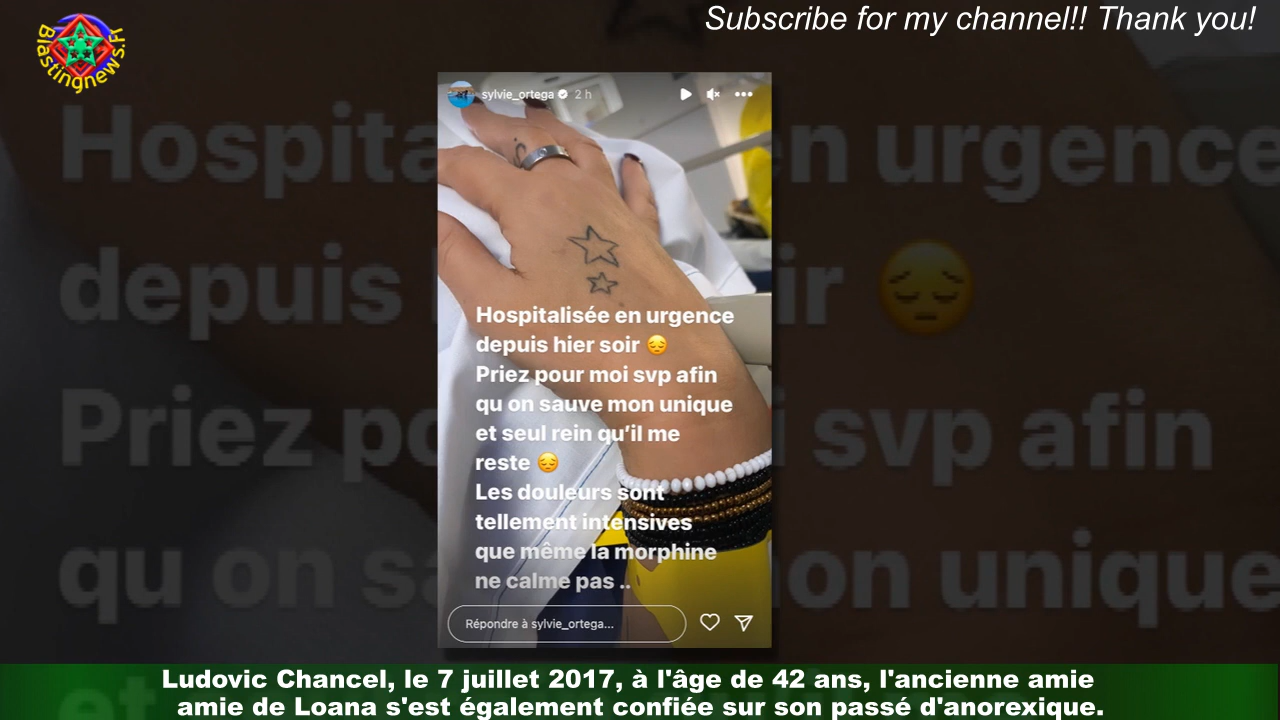 Subscribe for my channel!! Thank you!
Blastingnews.Fr
sylvie_ortega 2 h
Hospitalisée en urgence
depuis hier soir 😔
Priez pour moi svp afin
qu on sauve mon unique
et seul rein qu’il me
reste 😔
Les douleurs sont
tellement intensives
que même la morphine
ne calme pas ..
Répondre à sylvie_ortega...
Ludovic Chancel, le 7 juillet 2017, à l'âge de 42 ans, l'ancienne amie
amie de Loana s'est également confiée sur son passé d'anorexique.